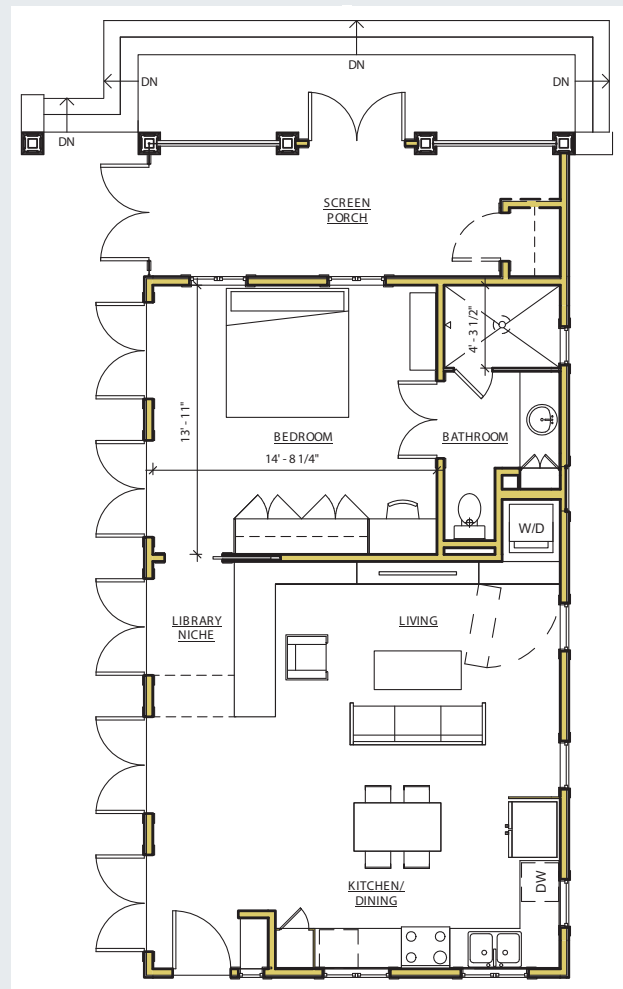 DN
DN
DN
DN
SCREEN
PORCH
4' - 3 1/2"
13' - 11"
BEDROOM
BATHROOM
14' - 8 1/4"
W/D
LIBRARY
NICHE
LIVING
DW
KITCHEN/
DINING